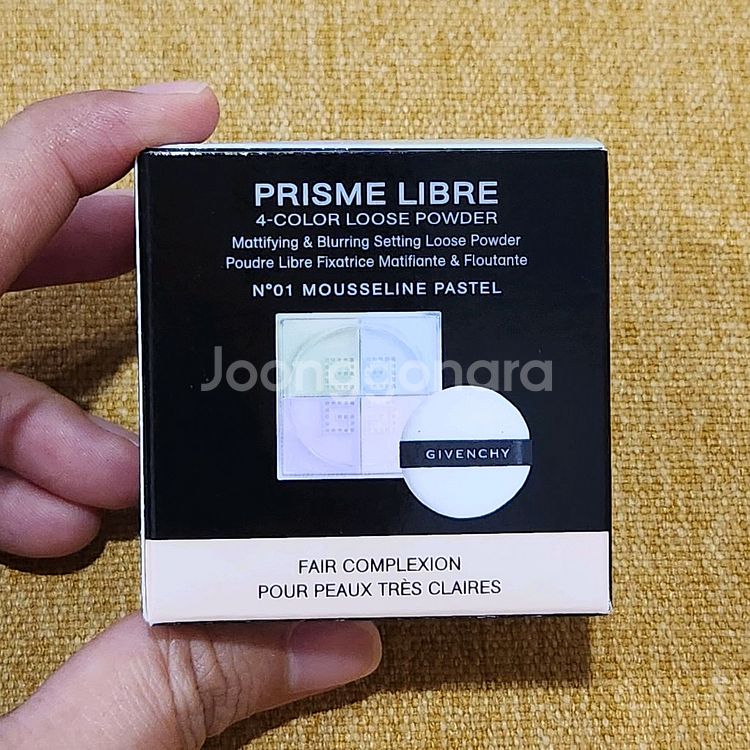 PRISME LIBRE
4-COLOR LOOSE POWDER
Mattifying & Blurring Setting Loose Powder
Poudre Libre Fixatrice Matifiante & Floutante
N°01 MOUSSELINE PASTEL
Joonggonara
GIVENCHY
FAIR COMPLEXION
POUR PEAUX TRÈS CLAIRES